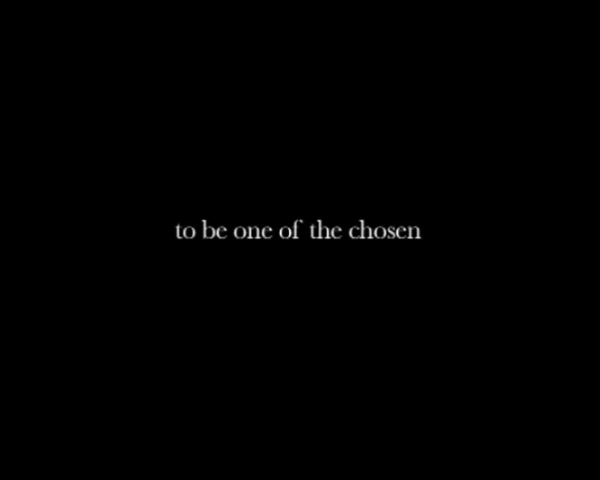 to be one of the chosen